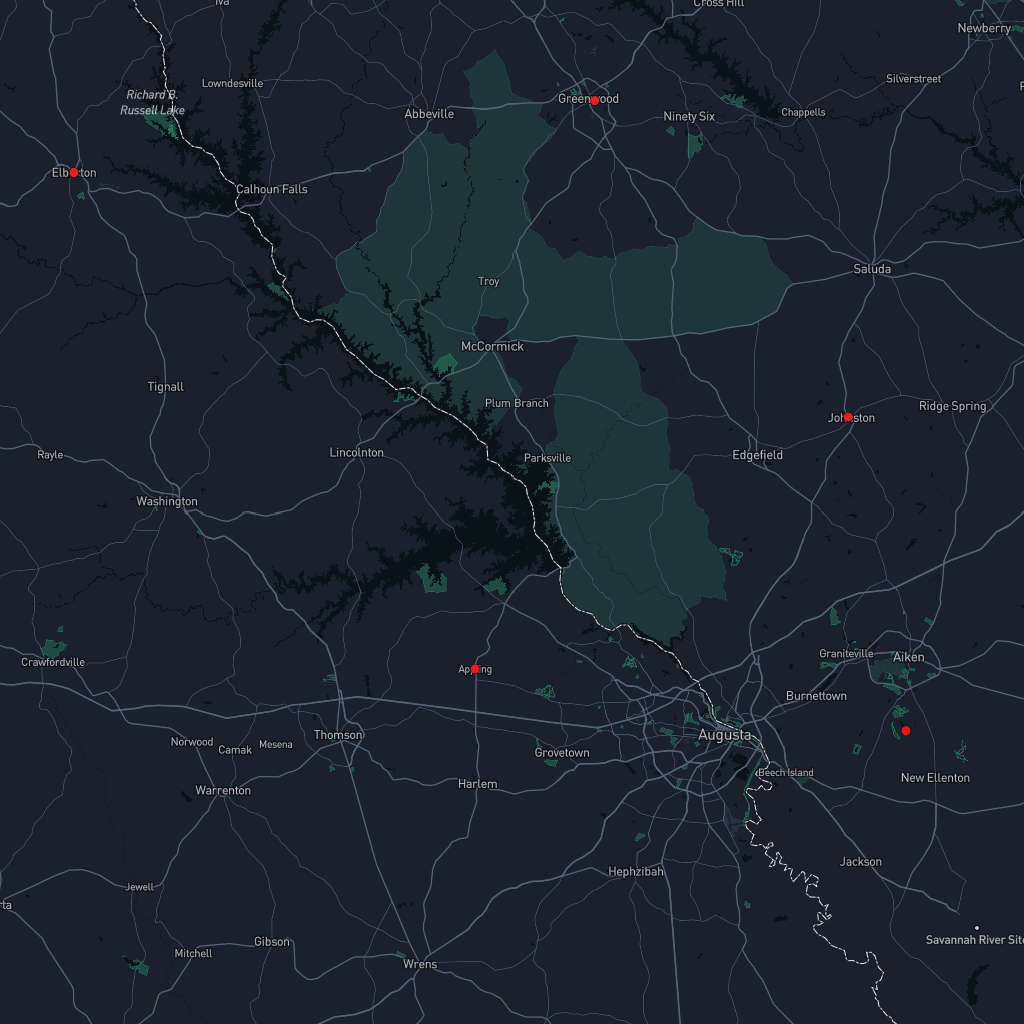 Iva
Cross Hill
Newberry
Lowndesville
Silverstreet
Richard B.
Russell Lake
Greenwood
Abbeville
Ninety Six
Chappells
Elberton
Calhoun Falls
Saluda
Troy
McCormick
Tignall
Plum Branch
Ridge Spring
Johnston
Lincolnton
Parksville
Edgefield
Rayle
Washington
Crawfordville
Appling
Graniteville
Aiken
Burnettown
Norwood
Camak
Mesena
Thomson
Grovetown
Augusta
Beech Island
New Ellenton
Harlem
Warrenton
Hephzibah
Jackson
Jewell
Gibson
Mitchell
Wrens
Savannah River Site